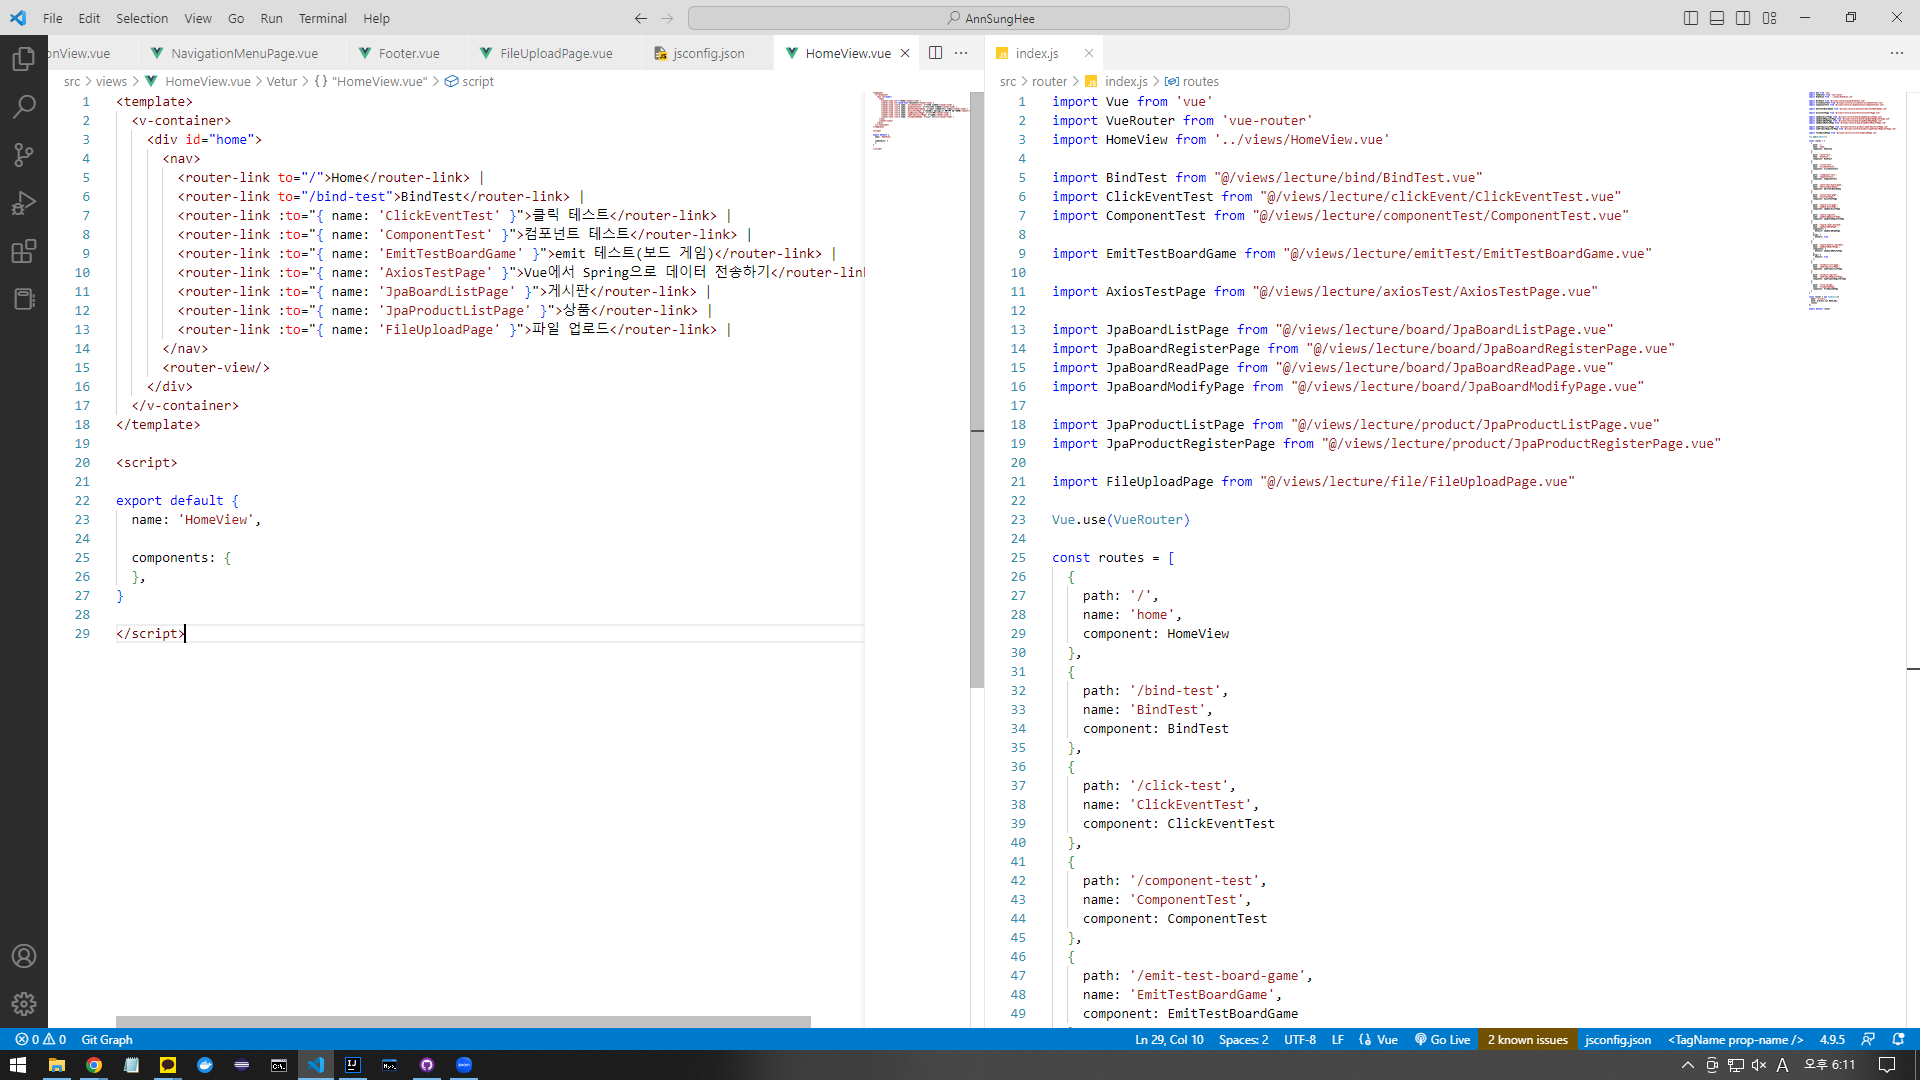 File Edit Selection View Go Run Terminal Help
AnnSungHee
onView.vue NavigationMenuPage.vue Footer.vue FileUploadPage.vue jsconfig.json HomeView.vue
src > views > HomeView.vue > Vetur > {} "HomeView.vue" > script
1 <template>
2 <v-container>
3 <div id="home">
4 <nav>
5 <router-link to="/">Home</router-link> |
6 <router-link to="/bind-test">BindTest</router-link> |
7 <router-link :to="{ name: 'ClickEventTest' }">클릭 테스트</router-link> |
8 <router-link :to="{ name: 'ComponentTest' }">컴포넌트 테스트</router-link> |
9 <router-link :to="{ name: 'EmitTestBoardGame' }">emit 테스트(보드 게임)</router-link> |
10 <router-link :to="{ name: 'AxiosTestPage' }">Vue에서 Spring으로 데이터 전송하기</router-lin
11 <router-link :to="{ name: 'JpaBoardListPage' }">게시판</router-link> |
12 <router-link :to="{ name: 'JpaProductListPage' }">상품</router-link> |
13 <router-link :to="{ name: 'FileUploadPage' }">파일 업로드</router-link> |
14 </nav>
15 <router-view/>
16 </div>
17 </v-container>
18 </template>
19
20 <script>
21
22 export default {
23 name: 'HomeView',
24
25 components: {
26 },
27 }
28
29 </script>
index.js
src > router > index.js > routes
1 import Vue from 'vue'
2 import VueRouter from 'vue-router'
3 import HomeView from '../views/HomeView.vue'
4
5 import BindTest from "@/views/lecture/bind/BindTest.vue"
6 import ClickEventTest from "@/views/lecture/clickEvent/ClickEventTest.vue"
7 import ComponentTest from "@/views/lecture/componentTest/ComponentTest.vue"
8
9 import EmitTestBoardGame from "@/views/lecture/emitTest/EmitTestBoardGame.vue"
10
11 import AxiosTestPage from "@/views/lecture/axiosTest/AxiosTestPage.vue"
12
13 import JpaBoardListPage from "@/views/lecture/board/JpaBoardListPage.vue"
14 import JpaBoardRegisterPage from "@/views/lecture/board/JpaBoardRegisterPage.vue"
15 import JpaBoardReadPage from "@/views/lecture/board/JpaBoardReadPage.vue"
16 import JpaBoardModifyPage from "@/views/lecture/board/JpaBoardModifyPage.vue"
17
18 import JpaProductListPage from "@/views/lecture/product/JpaProductListPage.vue"
19 import JpaProductRegisterPage from "@/views/lecture/product/JpaProductRegisterPage.vue"
20
21 import FileUploadPage from "@/views/lecture/file/FileUploadPage.vue"
22
23 Vue.use(VueRouter)
24
25 const routes = [
26 {
27 path: '/',
28 name: 'home',
29 component: HomeView
30 },
31 {
32 path: '/bind-test',
33 name: 'BindTest',
34 component: BindTest
35 },
36 {
37 path: '/click-test',
38 name: 'ClickEventTest',
39 component: ClickEventTest
40 },
41 {
42 path: '/component-test',
43 name: 'ComponentTest',
44 component: ComponentTest
45 },
46 {
47 path: '/emit-test-board-game',
48 name: 'EmitTestBoardGame',
49 component: EmitTestBoardGame
0 0 Git Graph Ln 29, Col 10 Spaces: 2 UTF-8 LF Vue Go Live 2 known issues jsconfig.json <TagName prop-name /> 4.9.5
A 오후 6:11